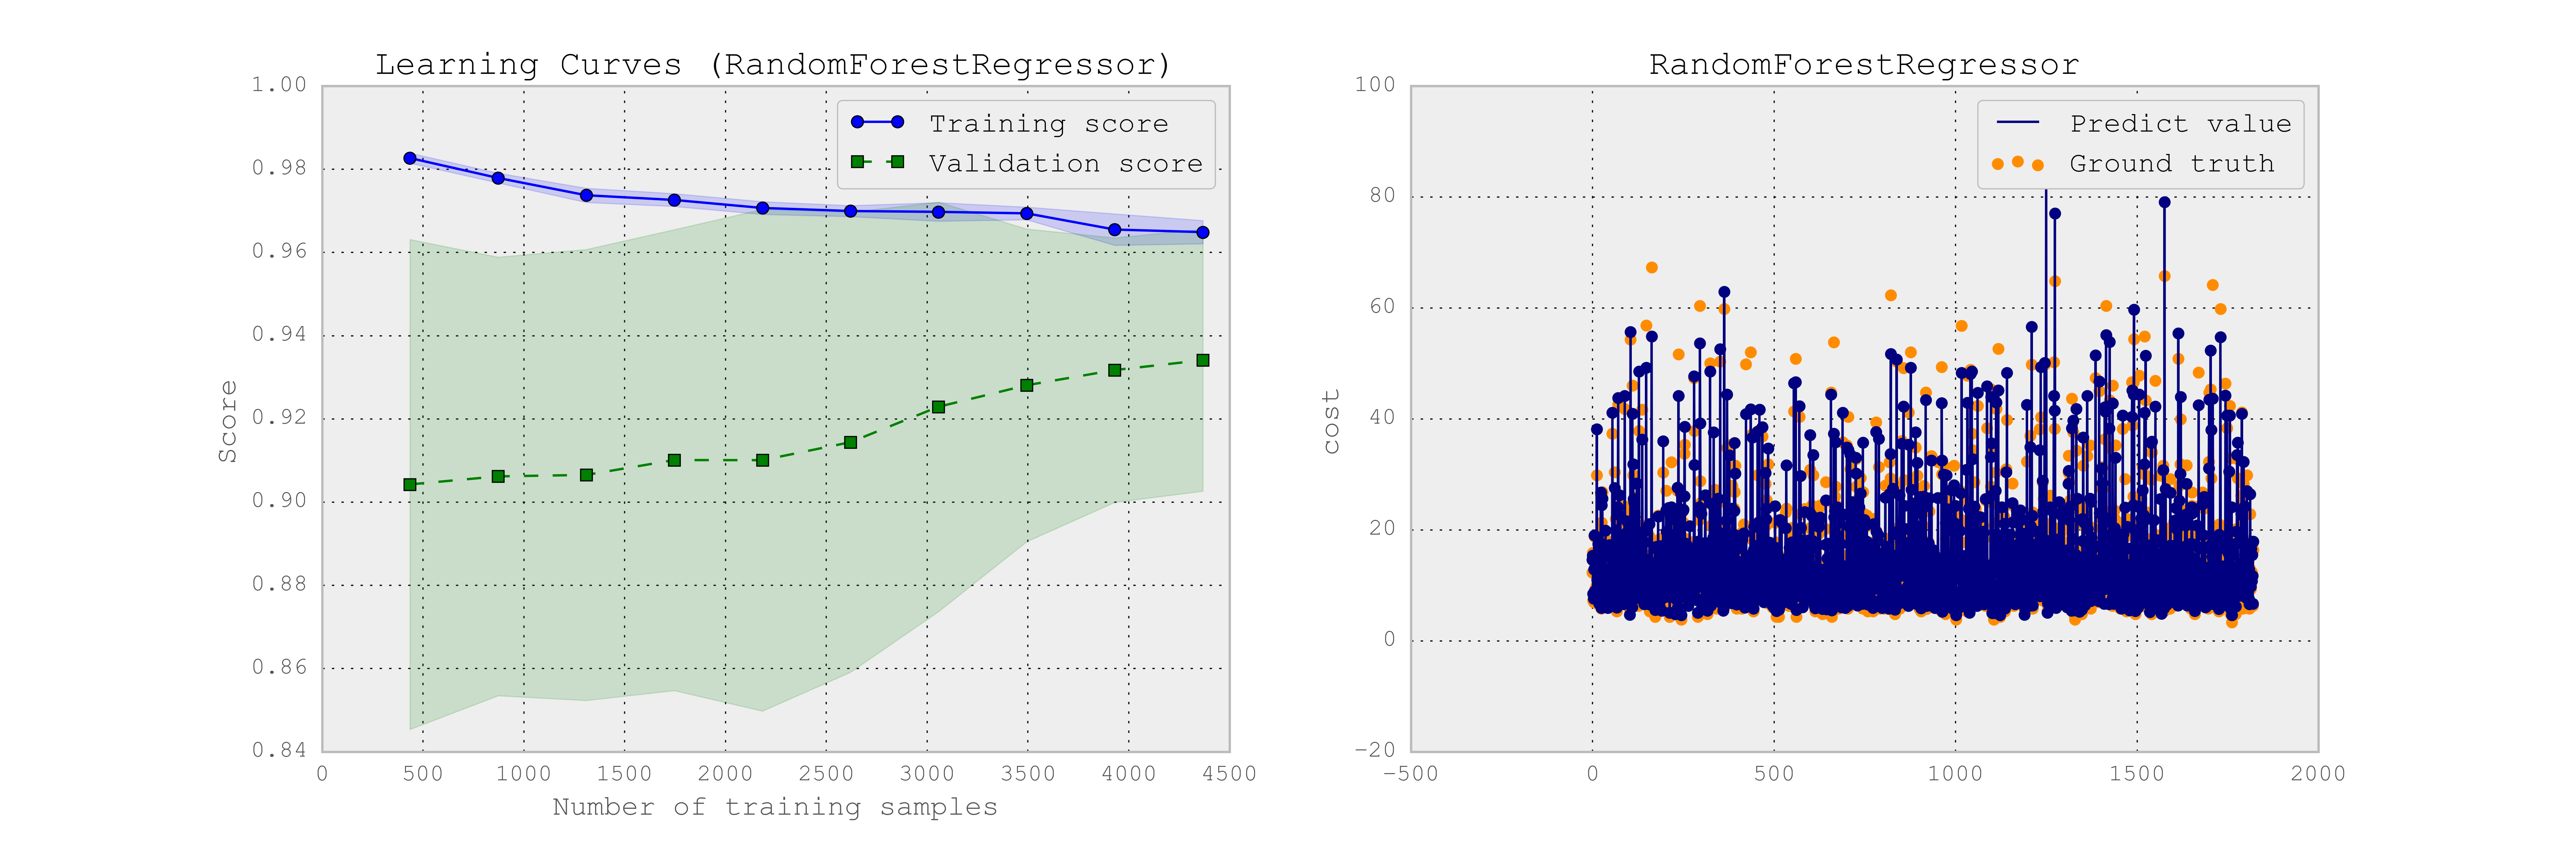 Learning Curves (RandomForestRegressor)
1.00
0.98
0.96
0.94
0.92
0.90
0.88
0.86
0.84
Score
Training score
Validation score
0 500 1000 1500 2000 2500 3000 3500 4000 4500
Number of training samples
RandomForestRegressor
100
80
60
40
20
0
−20
cost
Predict value
Ground truth
−500 0 500 1000 1500 2000